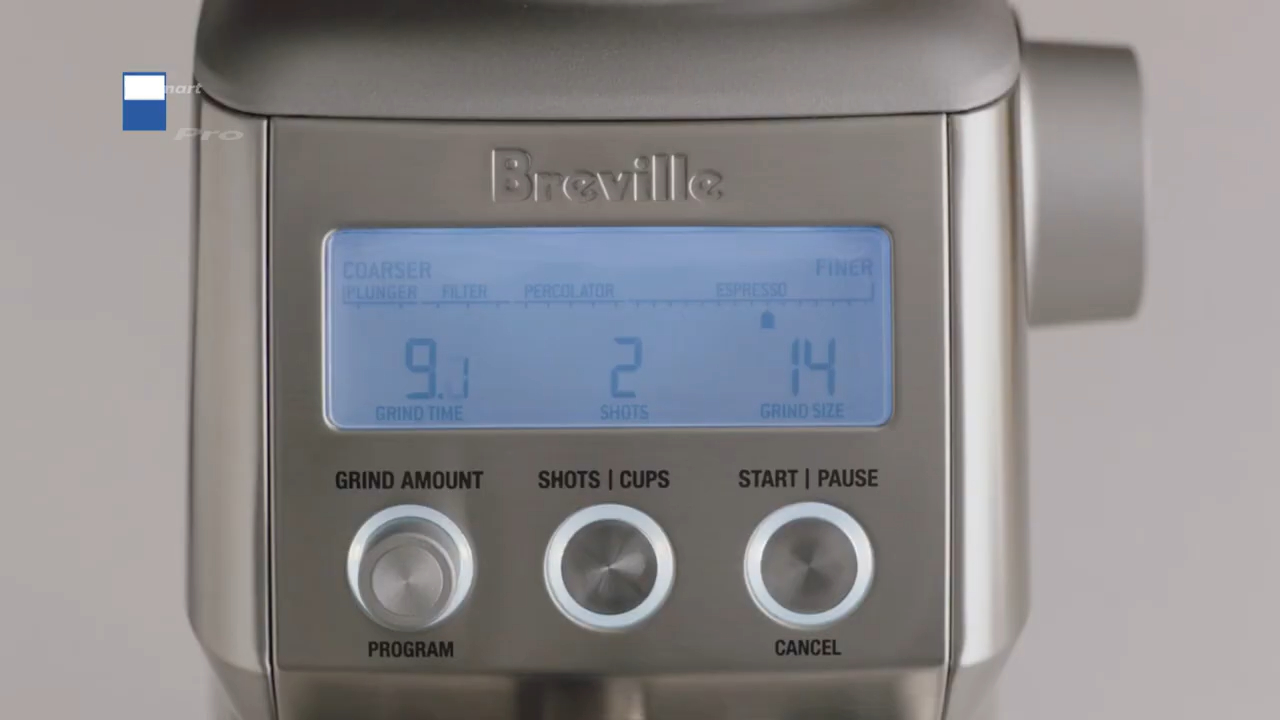 Pro
Breville
COARSER FINER
PLUNGER FILTER PERCOLATOR ESPRESSO
9. 2 14
GRIND TIME SHOTS GRIND SIZE
GRIND AMOUNT SHOTS | CUPS START | PAUSE
PROGRAM CANCEL